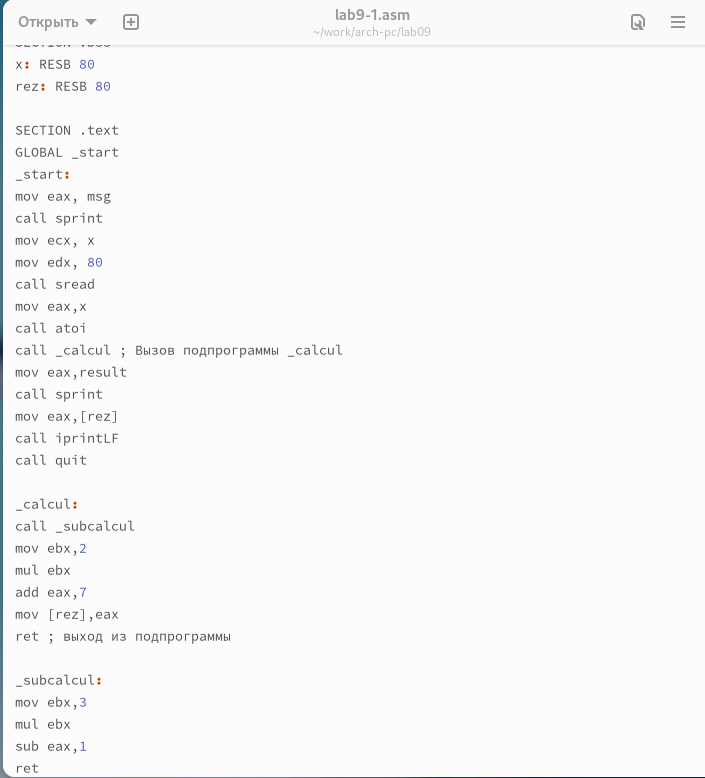 Открыть
lab9-1.asm
~/work/arch-pc/lab09
SECTION .bss
x: RESB 80
rez: RESB 80
SECTION .text
GLOBAL _start
_start:
mov eax, msg
call sprint
mov ecx, x
mov edx, 80
call sread
mov eax,x
call atoi
call _calcul ; Вызов подпрограммы _calcul
mov eax,result
call sprint
mov eax,[rez]
call iprintLF
call quit
_calcul:
call _subcalcul
mov ebx,2
mul ebx
add eax,7
mov [rez],eax
ret ; выход из подпрограммы
_subcalcul:
mov ebx,3
mul ebx
sub eax,1
ret